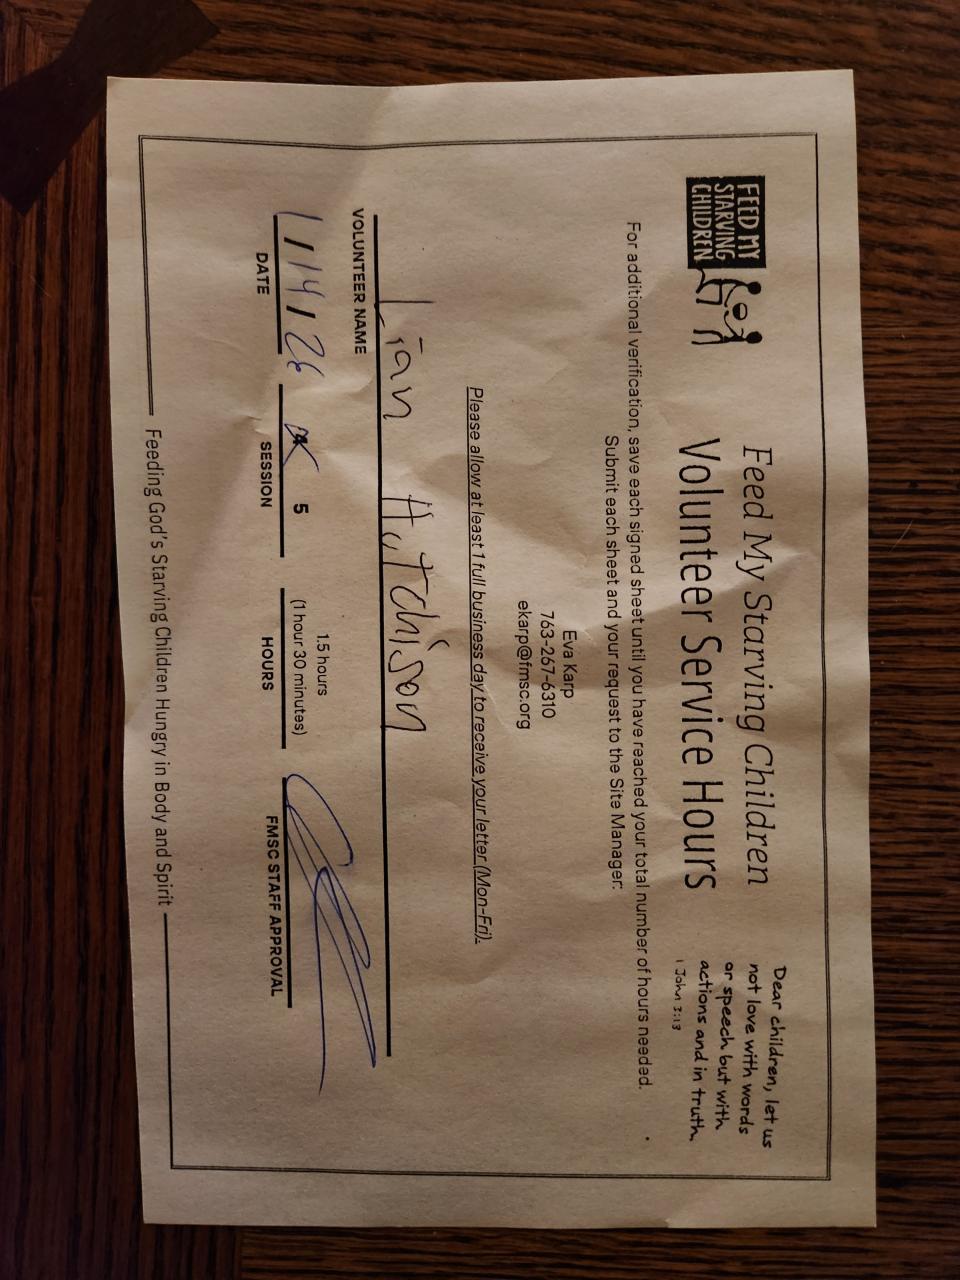 FEED MY
STARVING
CHILDREN
Feed My Starving Children
Volunteer Service Hours
Dear children, let us
not love with words
or speech but with
actions and in truth.
1 John 3:18
For additional verification, save each signed sheet until you have reached your total number of hours needed.
Submit each sheet and your request to the Site Manager:
Eva Karp
763-267-6310
ekarp@fmsc.org
Please allow at least 1 full business day to receive your letter (Mon-Fri).
Lian Hutchison
VOLUNTEER NAME
1/14/26
DATE
5
SESSION
1.5 hours
(1 hour 30 minutes)
HOURS
FMSC STAFF APPROVAL
Feeding God's Starving Children Hungry in Body and Spirit